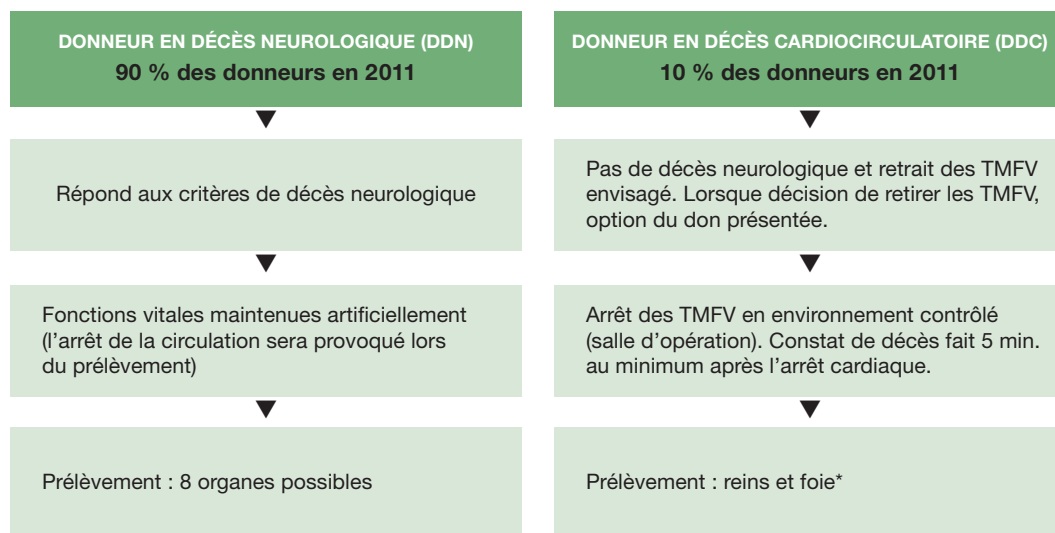 DONNEUR EN DÉCÈS NEUROLOGIQUE (DDN)
90 % des donneurs en 2011
Répond aux critères de décès neurologique
Fonctions vitales maintenues artificiellement
(l’arrêt de la circulation sera provoqué lors
du prélèvement)
Prélèvement : 8 organes possibles
DONNEUR EN DÉCÈS CARDIOCIRCULATOIRE (DDC)
10 % des donneurs en 2011
Pas de décès neurologique et retrait des TMFV
envisagé. Lorsque décision de retirer les TMFV,
option du don présentée.
Arrêt des TMFV en environnement contrôlé
(salle d’opération). Constat de décès fait 5 min.
au minimum après l’arrêt cardiaque.
Prélèvement : reins et foie*